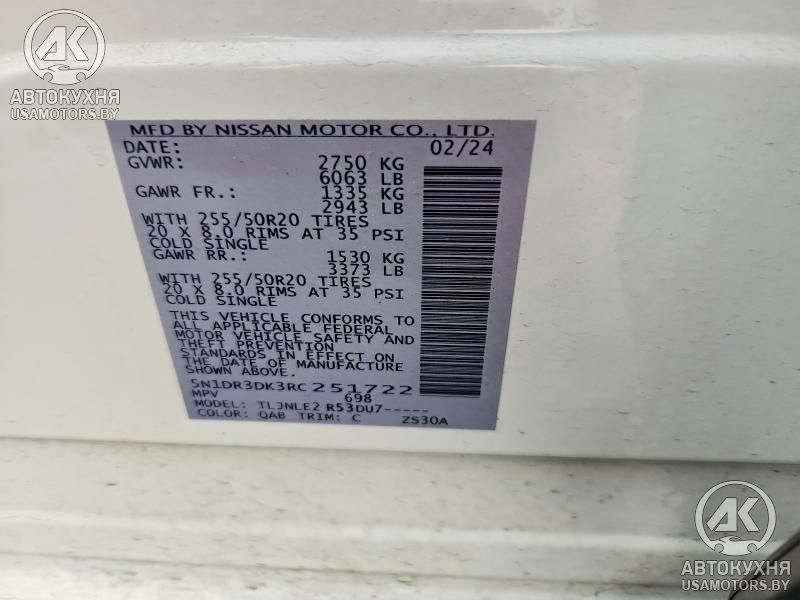 AK
АВТОКУХНЯ
USAMOTORS.BY
MFD BY NISSAN MOTOR CO., LTD.
DATE: 02/24
GVWR: 2750 KG
6063 LB
GAWR FR.: 1335 KG
2943 LB
WITH 255/50R20 TIRES
20 X 8.0 RIMS AT 35 PSI
COLD SINGLE
GAWR RR.: 1530 KG
3373 LB
WITH 255/50R20 TIRES
20 X 8.0 RIMS AT 35 PSI
COLD SINGLE
THIS VEHICLE CONFORMS TO
ALL APPLICABLE FEDERAL
MOTOR VEHICLE SAFETY AND
THEFT PREVENTION
STANDARDS IN EFFECT ON
THE DATE OF MANUFACTURE
5N1DR3DK3RC251722
MPV 698
MODEL: TLJNLE2 R53DU7-----
COLOR: QAB TRIM: C ZS30A
AK
АВТОКУХНЯ
USAMOTORS.BY